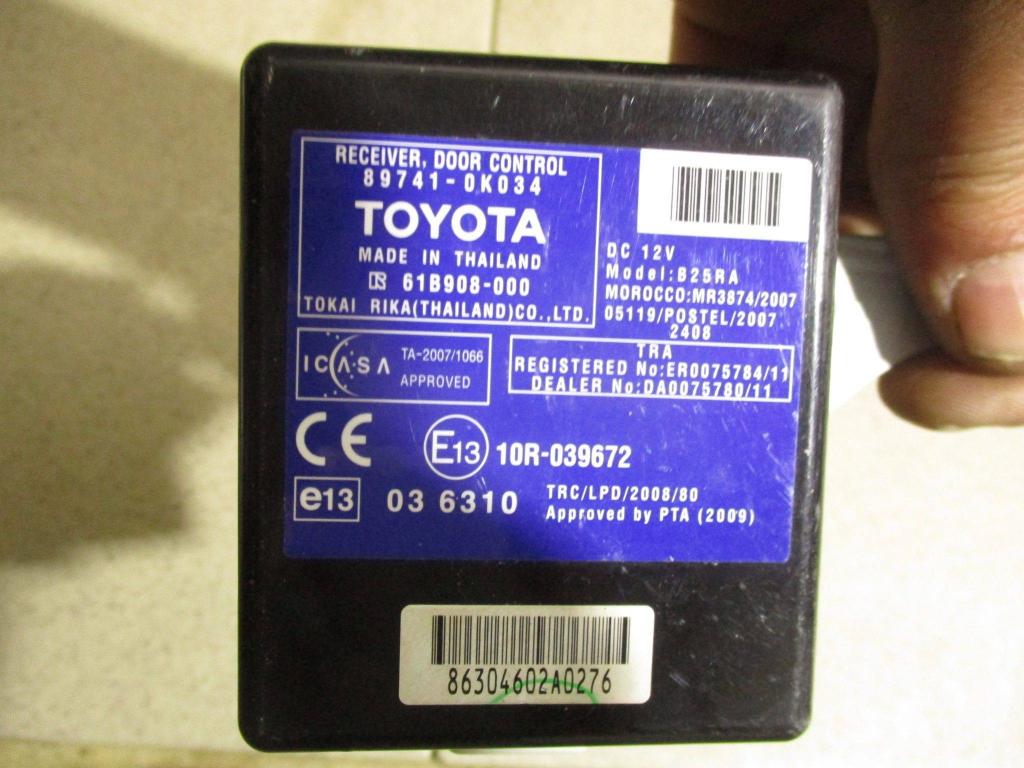 RECEIVER, DOOR CONTROL
89741-0K034
TOYOTA
MADE IN THAILAND
61B908-000
TOKAI RIKA(THAILAND)CO.,LTD.
DC 12V
Model:B25RA
MOROCCO:MR3874/2007
05119/POSTEL/2007
2408
ICASA TA-2007/1066
APPROVED
TRA
REGISTERED No:ER0075784/11
DEALER No:DA0075780/11
CE E13 10R-039672
e13 03 6310
TRC/LPD/2008/80
Approved by PTA (2009)
86304602A0276